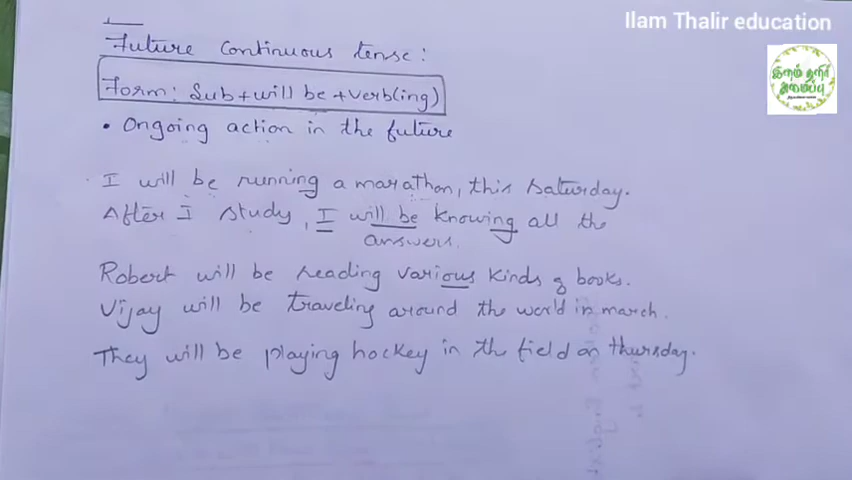 Ilam Thalir education
இளம் தளிர்
அமைப்பு
Future continuous tense:
Form: Sub + will be + verb(ing)
• Ongoing action in the future
I will be running a marathon, this Saturday.
After I study, I will be knowing all the
answers.
Robert will be reading various kinds of books.
Vijay will be traveling around the world in march.
They will be playing hockey in the field on thursday.